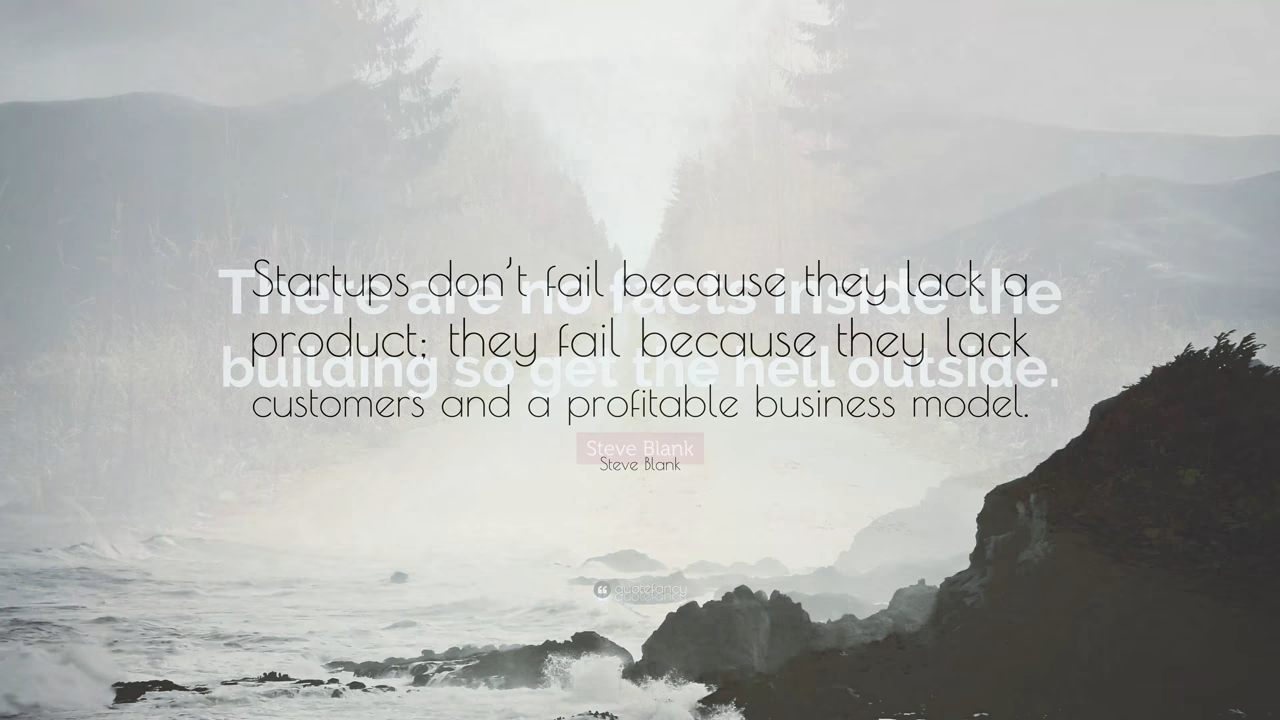 Startups don’t fail because they lack a
product; they fail because they lack
customers and a profitable business model.
Steve Blank
There are no facts inside the
building so get the hell outside.
Steve Blank
quotefancy